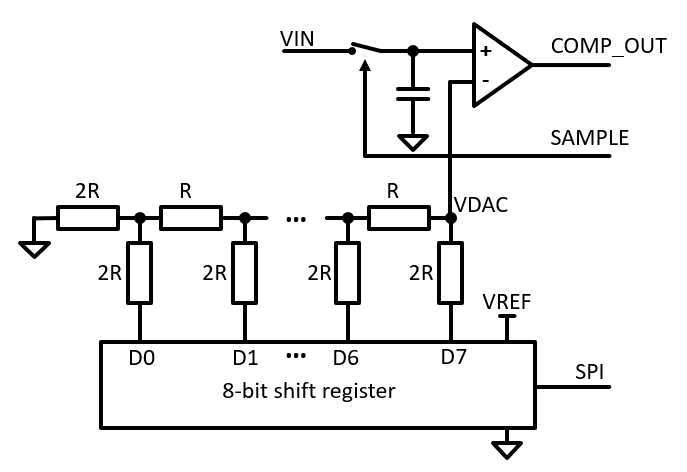 VIN
+
COMP_OUT
-
SAMPLE
2R R ... R VDAC
2R 2R 2R 2R
VREF
D0 D1 ... D6 D7
SPI
8-bit shift register